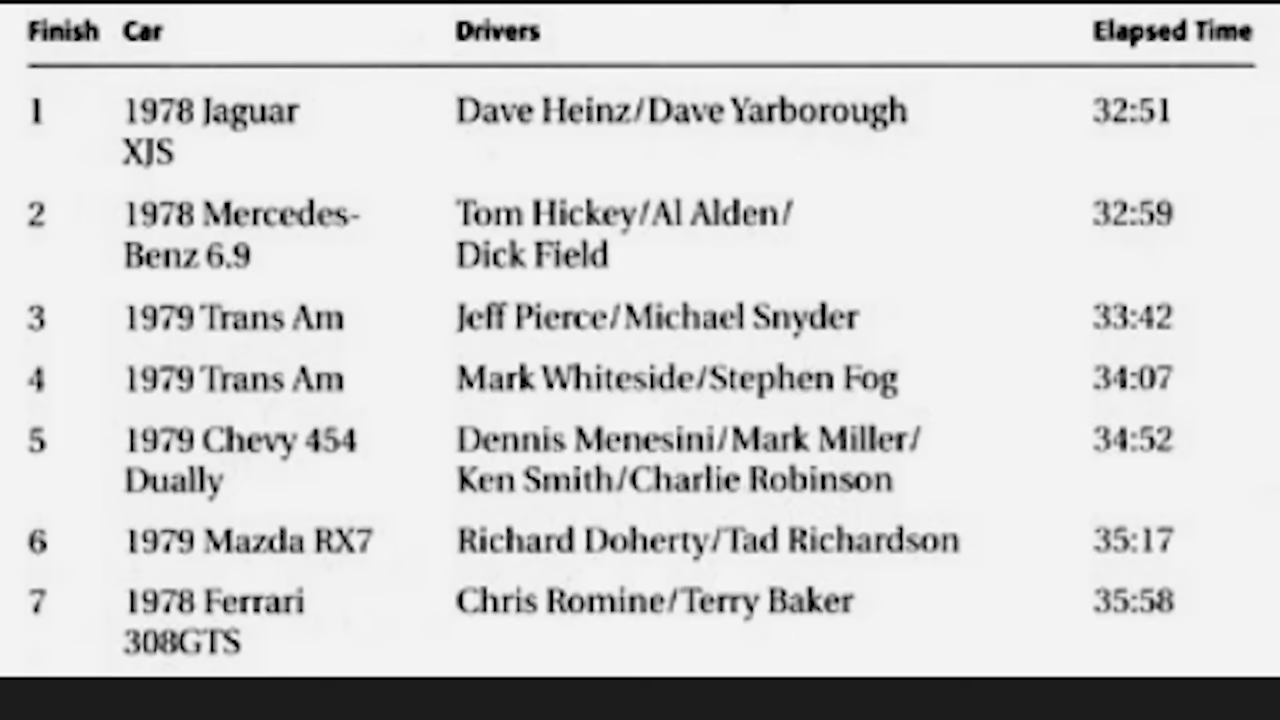 Finish Car Drivers Elapsed Time
1 1978 Jaguar Dave Heinz/Dave Yarborough 32:51
XJS
2 1978 Mercedes- Tom Hickey/Al Alden/ 32:59
Benz 6.9 Dick Field
3 1979 Trans Am Jeff Pierce/Michael Snyder 33:42
4 1979 Trans Am Mark Whiteside/Stephen Fog 34:07
5 1979 Chevy 454 Dennis Menesini/Mark Miller/ 34:52
Dually Ken Smith/Charlie Robinson
6 1979 Mazda RX7 Richard Doherty/Tad Richardson 35:17
7 1978 Ferrari Chris Romine/Terry Baker 35:58
308GTS